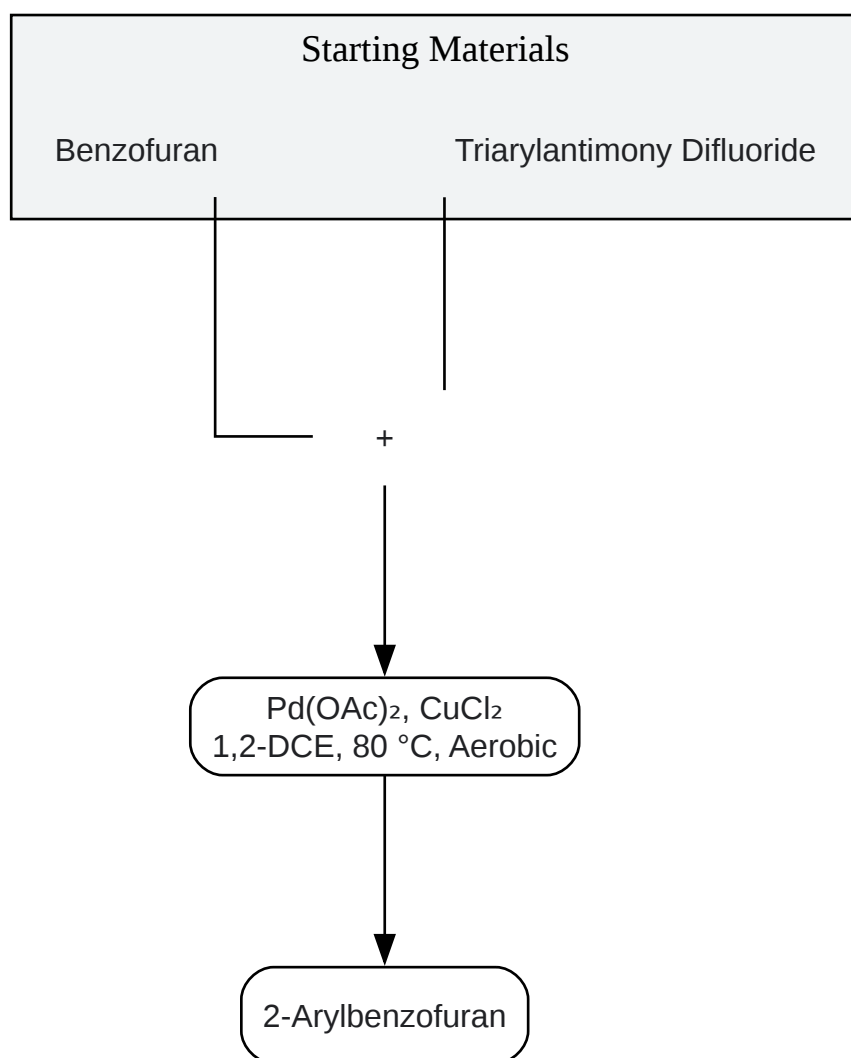 Starting Materials
Benzofuran
Triarylantimony Difluoride
+
Pd(OAc)₂, CuCl₂
1,2-DCE, 80 °C, Aerobic
2-Arylbenzofuran